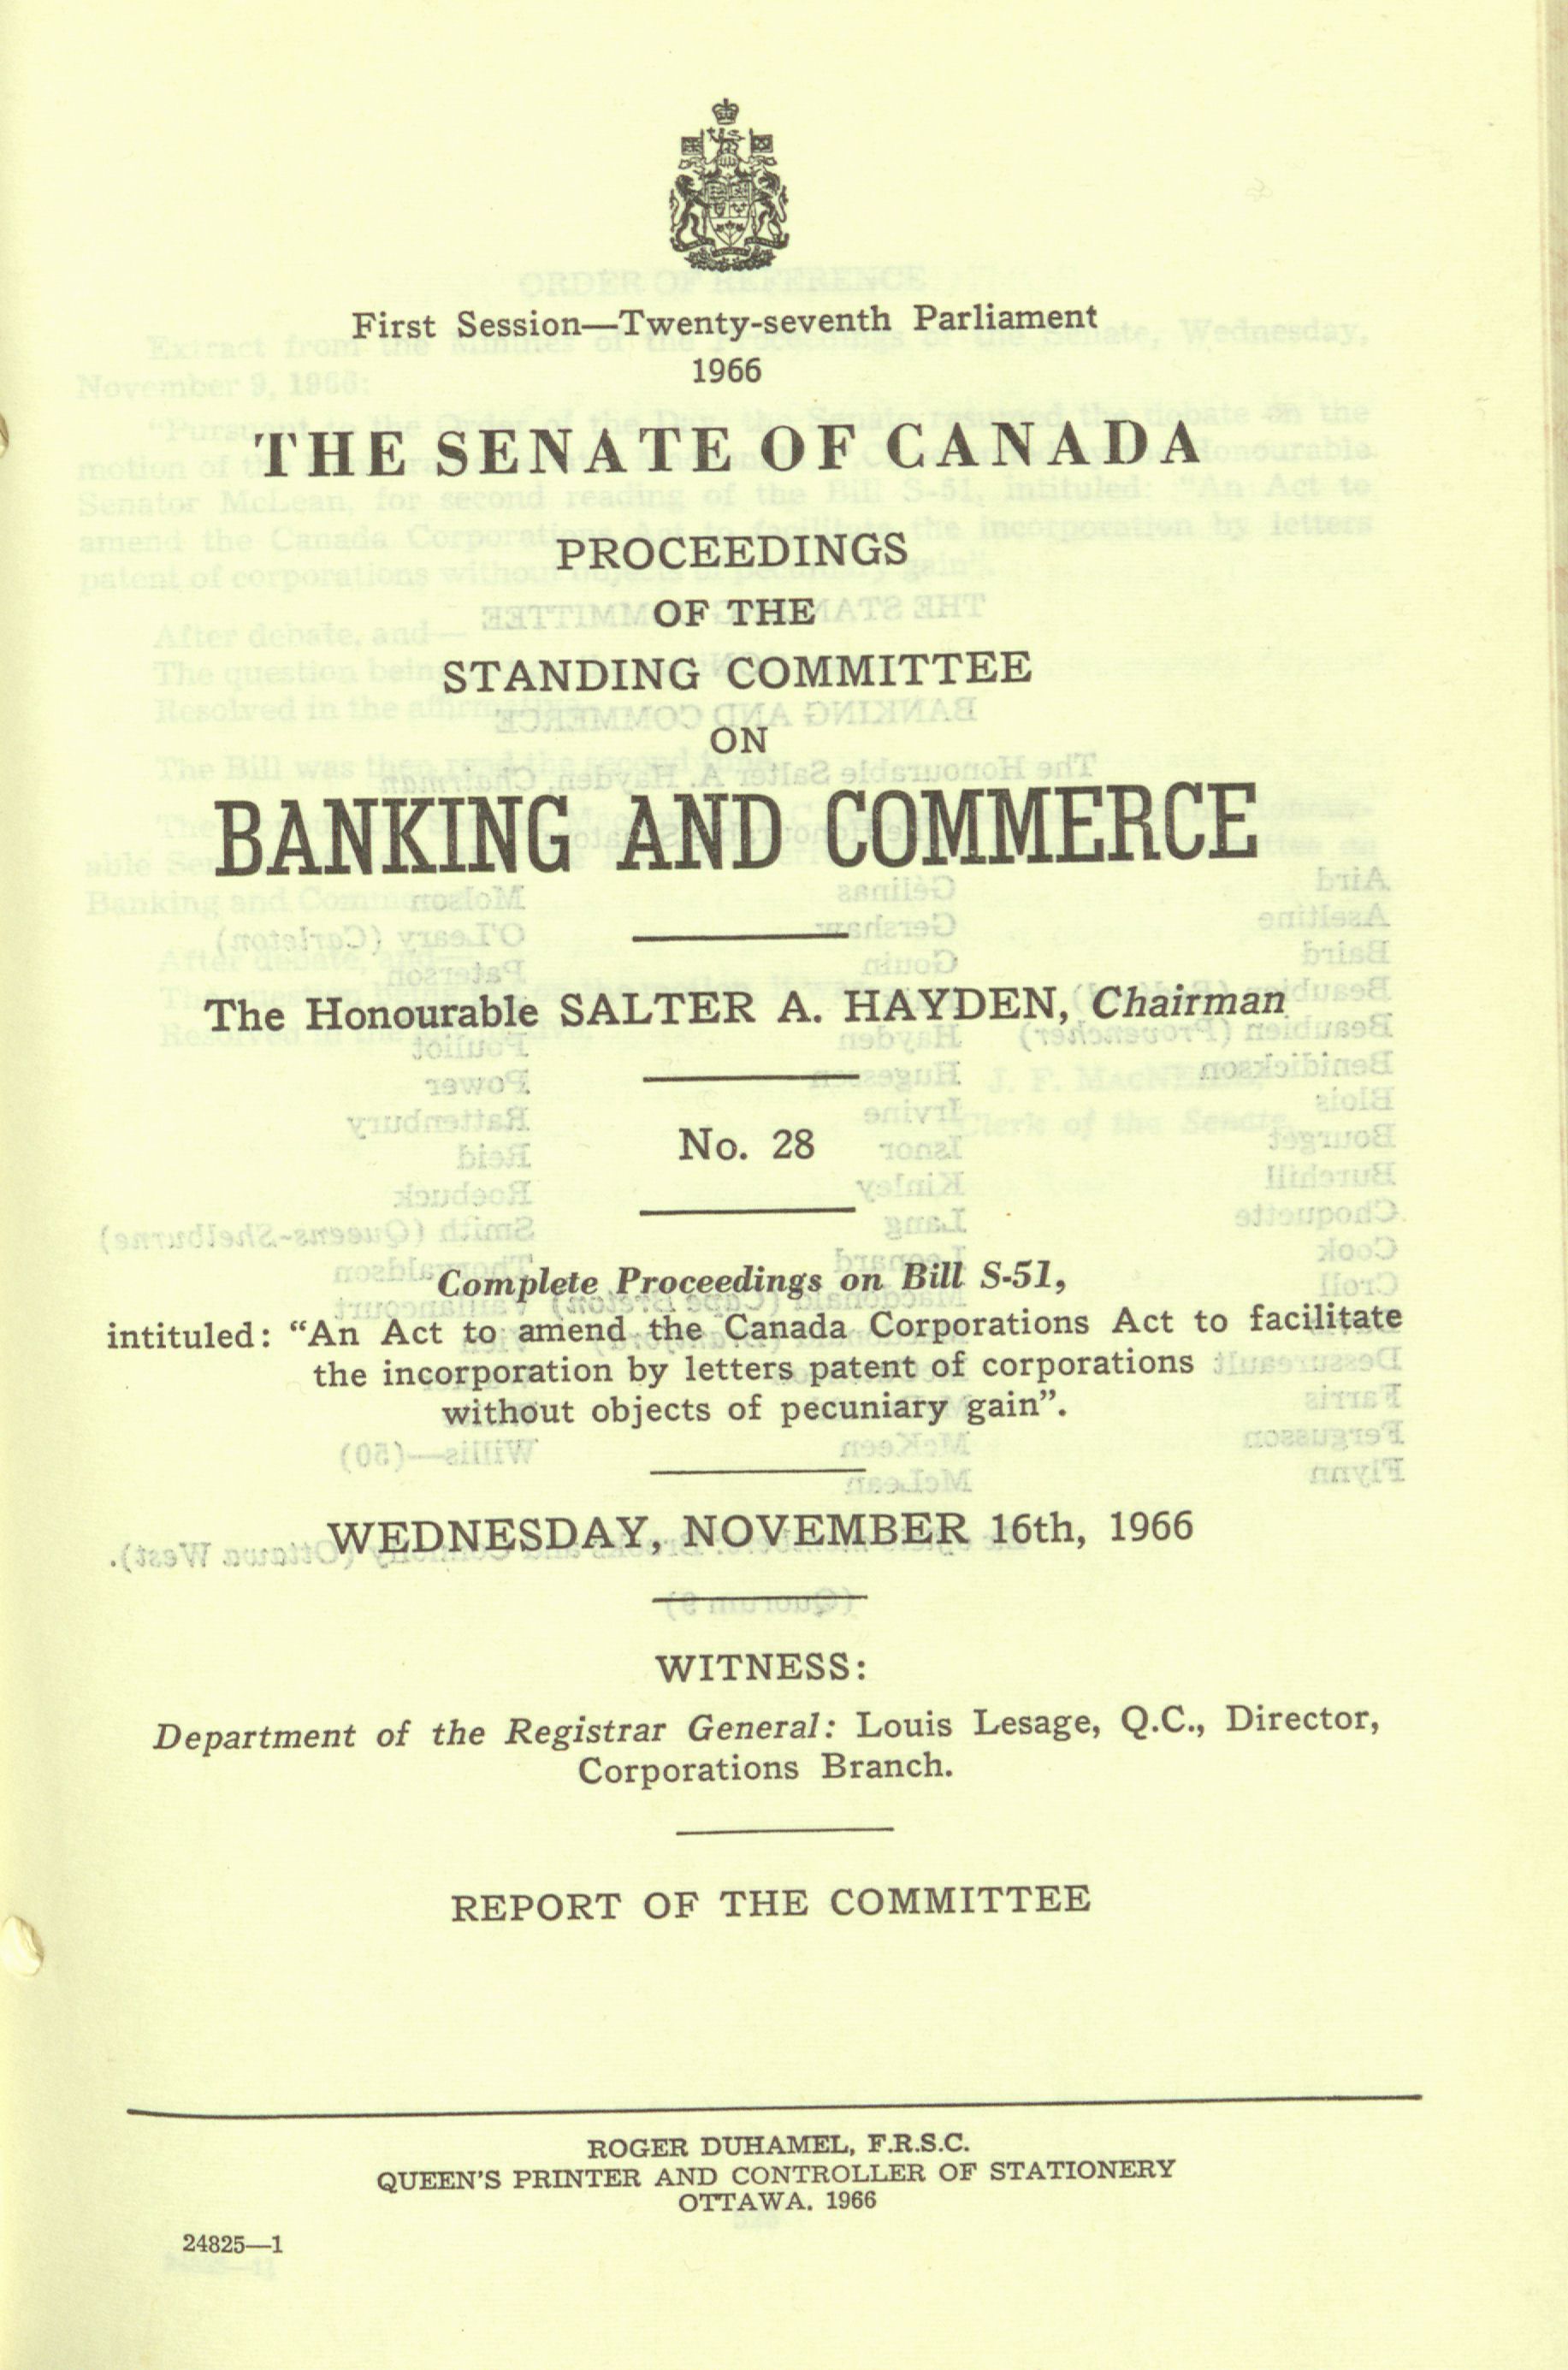 First Session—Twenty-seventh Parliament
1966
THE SENATE OF CANADA
PROCEEDINGS
OF THE
STANDING COMMITTEE
ON
BANKING AND COMMERCE
The Honourable SALTER A. HAYDEN, Chairman
No. 28
Complete Proceedings on Bill S-51,
intituled: “An Act to amend the Canada Corporations Act to facilitate
the incorporation by letters patent of corporations
without objects of pecuniary gain”.
WEDNESDAY, NOVEMBER 16th, 1966
WITNESS:
Department of the Registrar General: Louis Lesage, Q.C., Director,
Corporations Branch.
REPORT OF THE COMMITTEE
ROGER DUHAMEL, F.R.S.C.
QUEEN'S PRINTER AND CONTROLLER OF STATIONERY
OTTAWA, 1966
24825—1